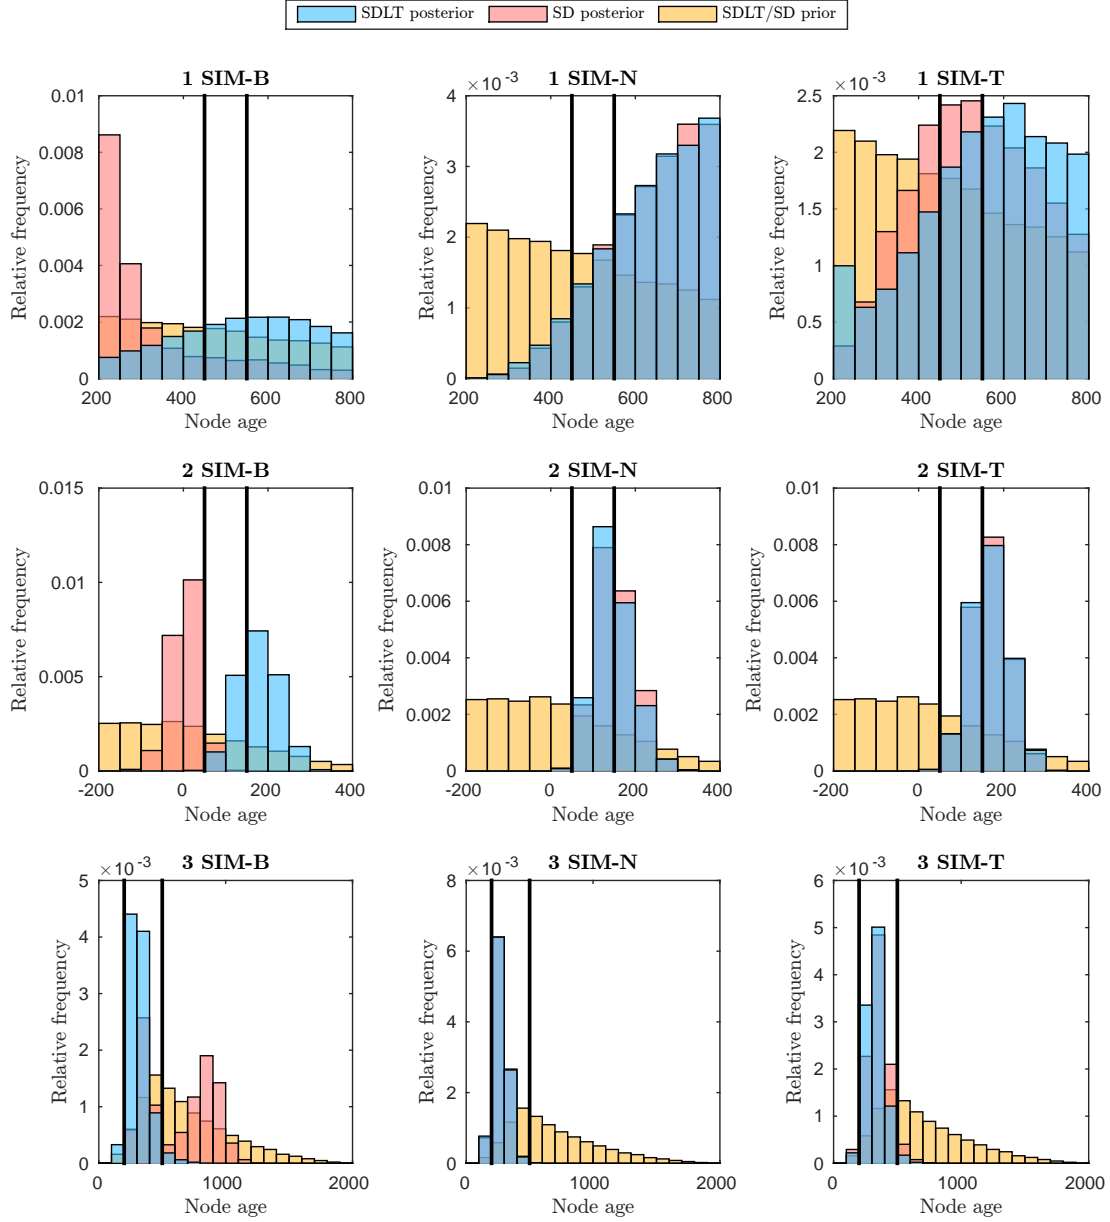 SDLT posterior SD posterior SDLT/SD prior
1 SIM-B
0.01
0.008
0.006
0.004
0.002
0
Relative frequency
200 400 600 800
Node age
1 SIM-N
×10^-3
4
3
2
1
0
Relative frequency
200 400 600 800
Node age
1 SIM-T
×10^-3
2.5
2
1.5
1
0.5
0
Relative frequency
200 400 600 800
Node age
2 SIM-B
0.015
0.01
0.005
0
Relative frequency
-200 0 200 400
Node age
2 SIM-N
0.01
0.008
0.006
0.004
0.002
0
Relative frequency
-200 0 200 400
Node age
2 SIM-T
0.01
0.008
0.006
0.004
0.002
0
Relative frequency
-200 0 200 400
Node age
3 SIM-B
×10^-3
5
4
3
2
1
0
Relative frequency
0 1000 2000
Node age
3 SIM-N
×10^-3
8
6
4
2
0
Relative frequency
0 1000 2000
Node age
3 SIM-T
×10^-3
6
5
4
3
2
1
0
Relative frequency
0 1000 2000
Node age